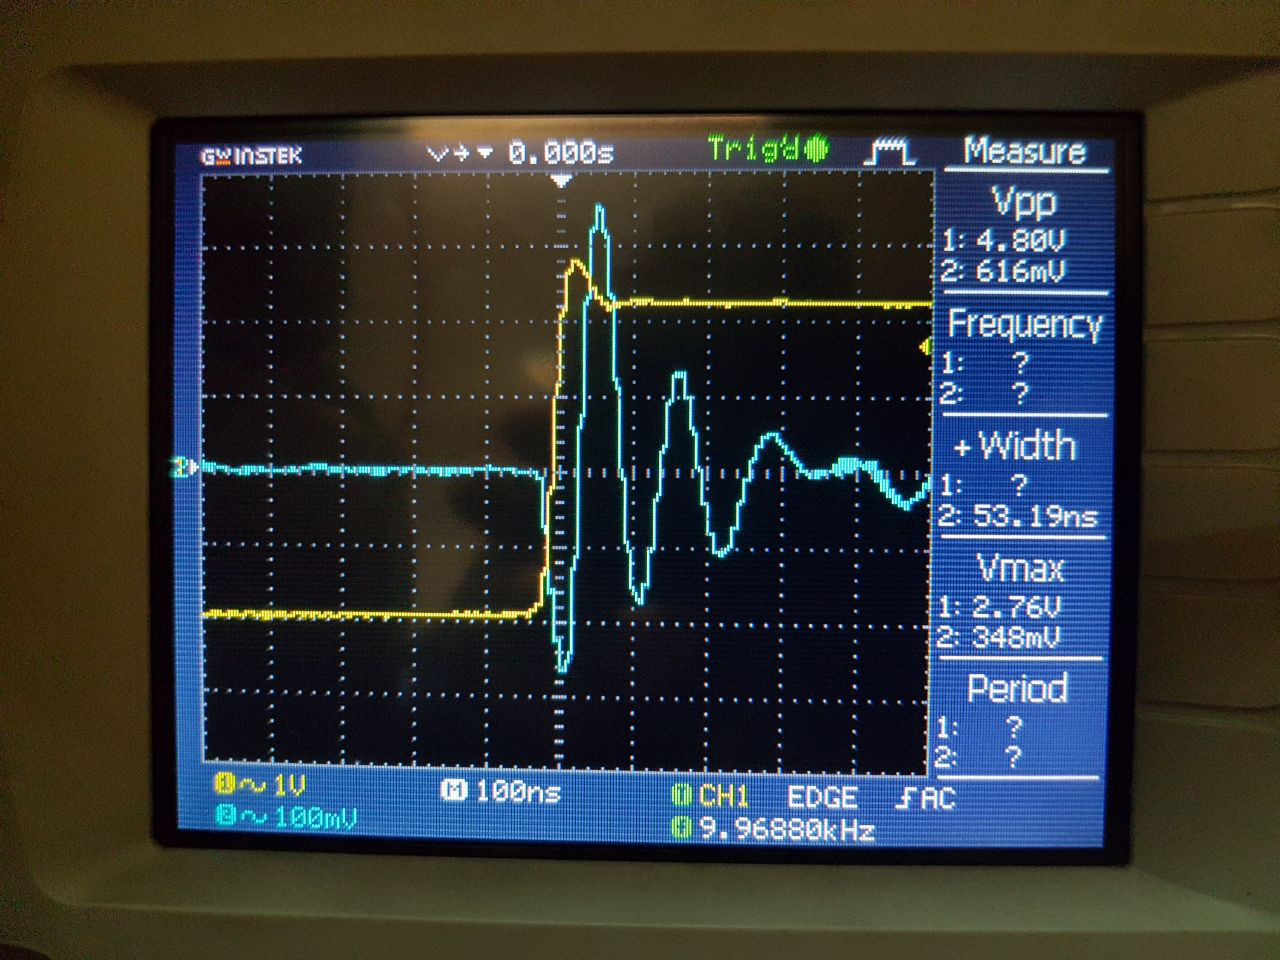 GW INSTEK 0.000s Trig'd Measure
Vpp
1: 4.80V
2: 616mV
Frequency
1: ?
2: ?
+Width
1: ?
2: 53.19ns
Vmax
1: 2.76V
2: 348mV
Period
1: ?
2: ?
1 ~ 1V M 100ns T CH1 EDGE AC
2 ~ 100mV F 9.96880kHz